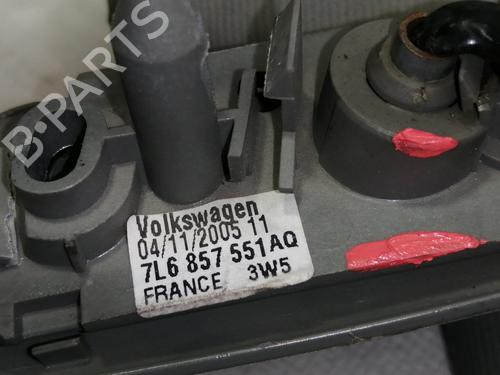 B-PARTS
Volkswagen
04/11/2005 11
7L6 857 551AQ
FRANCE 3W5